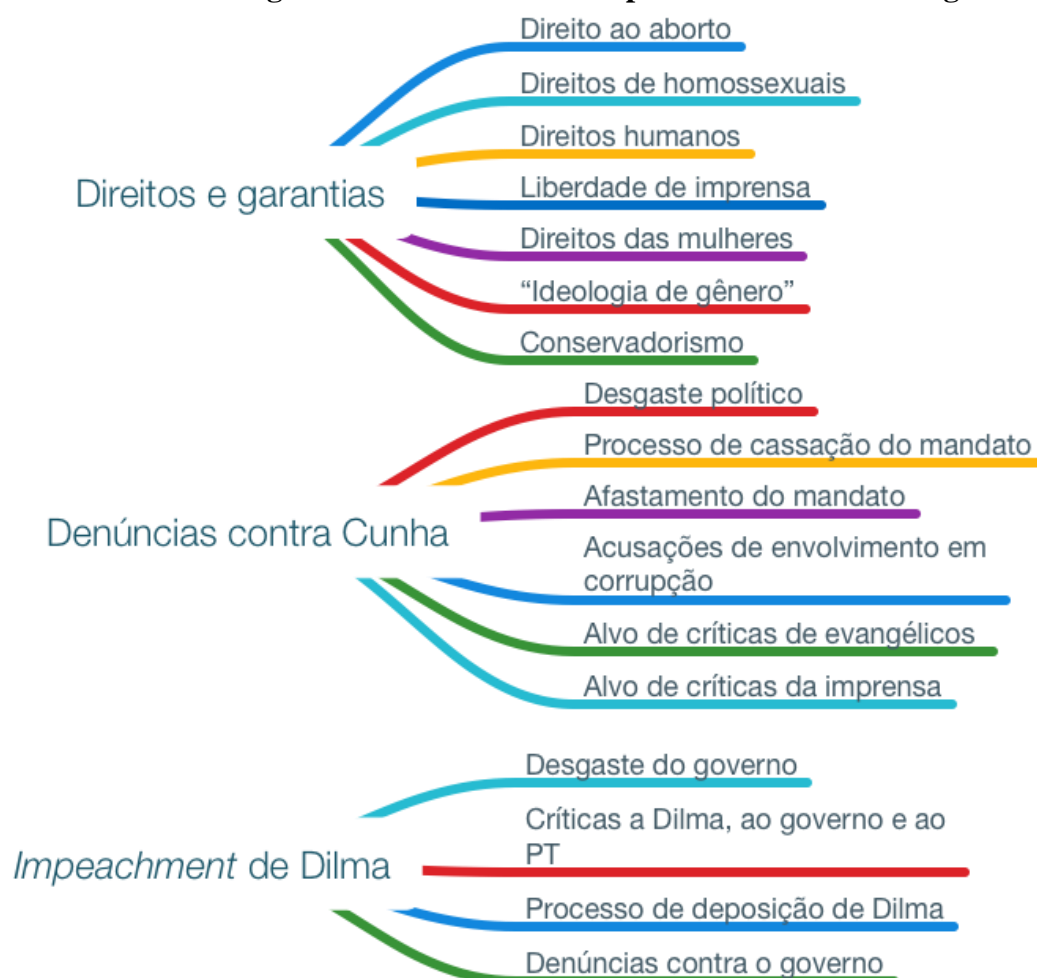 Direito ao aborto
Direitos de homossexuais
Direitos humanos
Direitos e garantias
Liberdade de imprensa
Direitos das mulheres
“Ideologia de gênero”
Conservadorismo
Desgaste político
Processo de cassação do mandato
Afastamento do mandato
Denúncias contra Cunha
Acusações de envolvimento em
corrupção
Alvo de críticas de evangélicos
Alvo de críticas da imprensa
Desgaste do governo
Críticas a Dilma, ao governo e ao
PT
Impeachment de Dilma
Processo de deposição de Dilma
Denúncias contra o governo